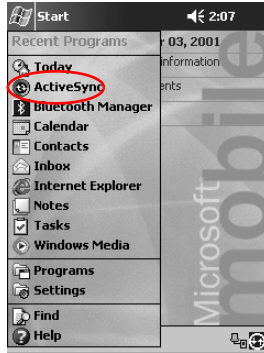 Start 2:07
Recent Programs r 03, 2001
Today information
ActiveSync ents
Bluetooth Manager
Calendar
Contacts
Inbox
Internet Explorer
Notes
Tasks
Windows Media
Programs
Settings
Find
Help
Microsoft
mobile